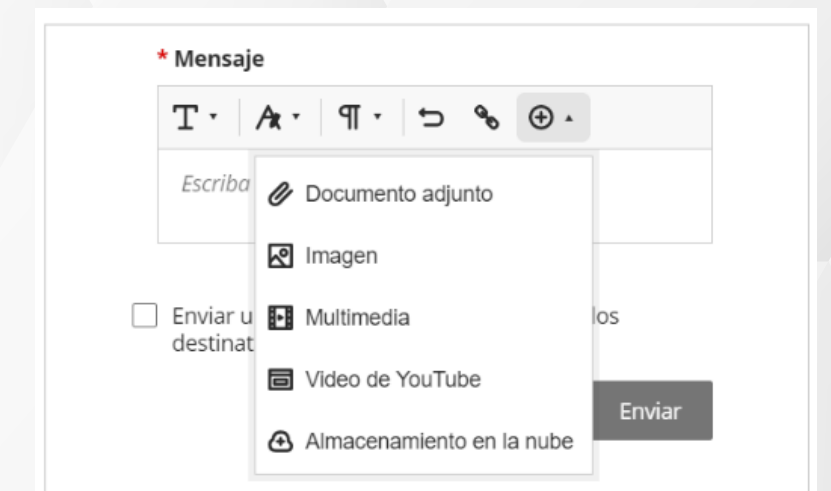 * Mensaje
Escriba
Documento adjunto
Imagen
Multimedia
Video de YouTube
Almacenamiento en la nube
Enviar u los
destinat
Enviar